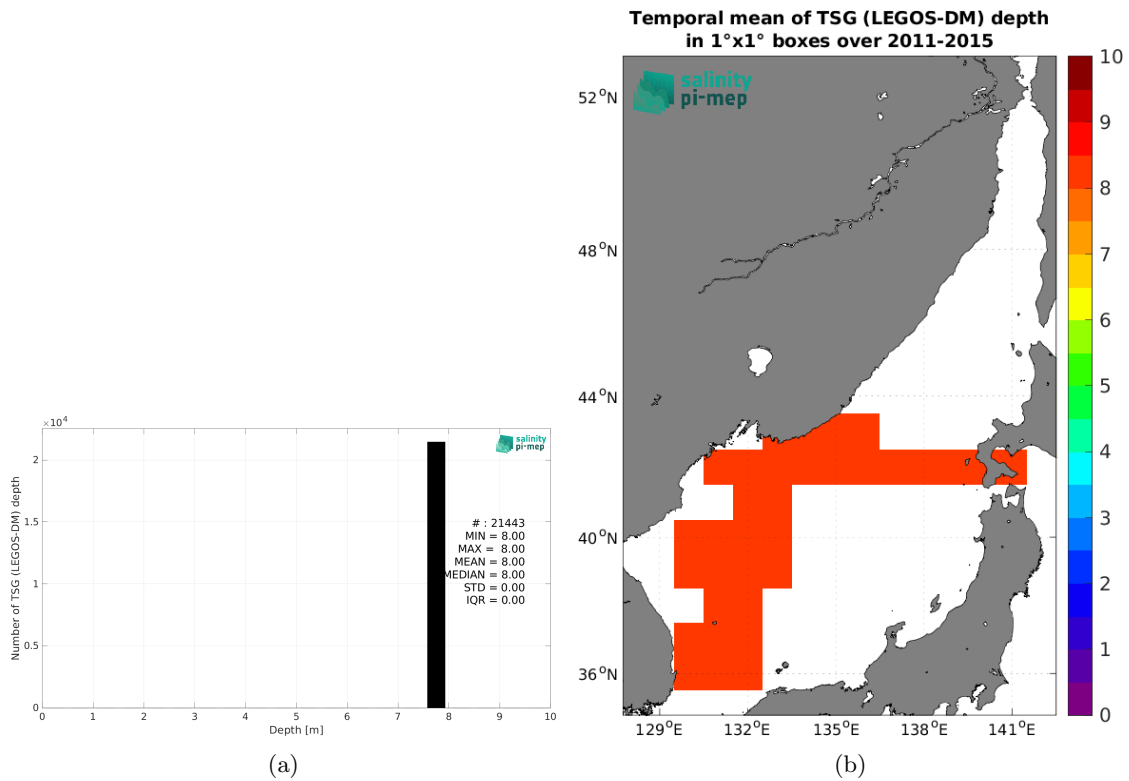 ×10⁴
2
1.5
1
0.5
0
Number of TSG (LEGOS-DM) depth
salinity
pi-mep
# : 21443
MIN = 8.00
MAX = 8.00
MEAN = 8.00
MEDIAN = 8.00
STD = 0.00
IQR = 0.00
0 1 2 3 4 5 6 7 8 9 10
Depth [m]
(a)
Temporal mean of TSG (LEGOS-DM) depth
in 1°x1° boxes over 2011-2015
salinity
pi-mep
52°N
48°N
44°N
40°N
36°N
129°E 132°E 135°E 138°E 141°E
10
9
8
7
6
5
4
3
2
1
0
(b)